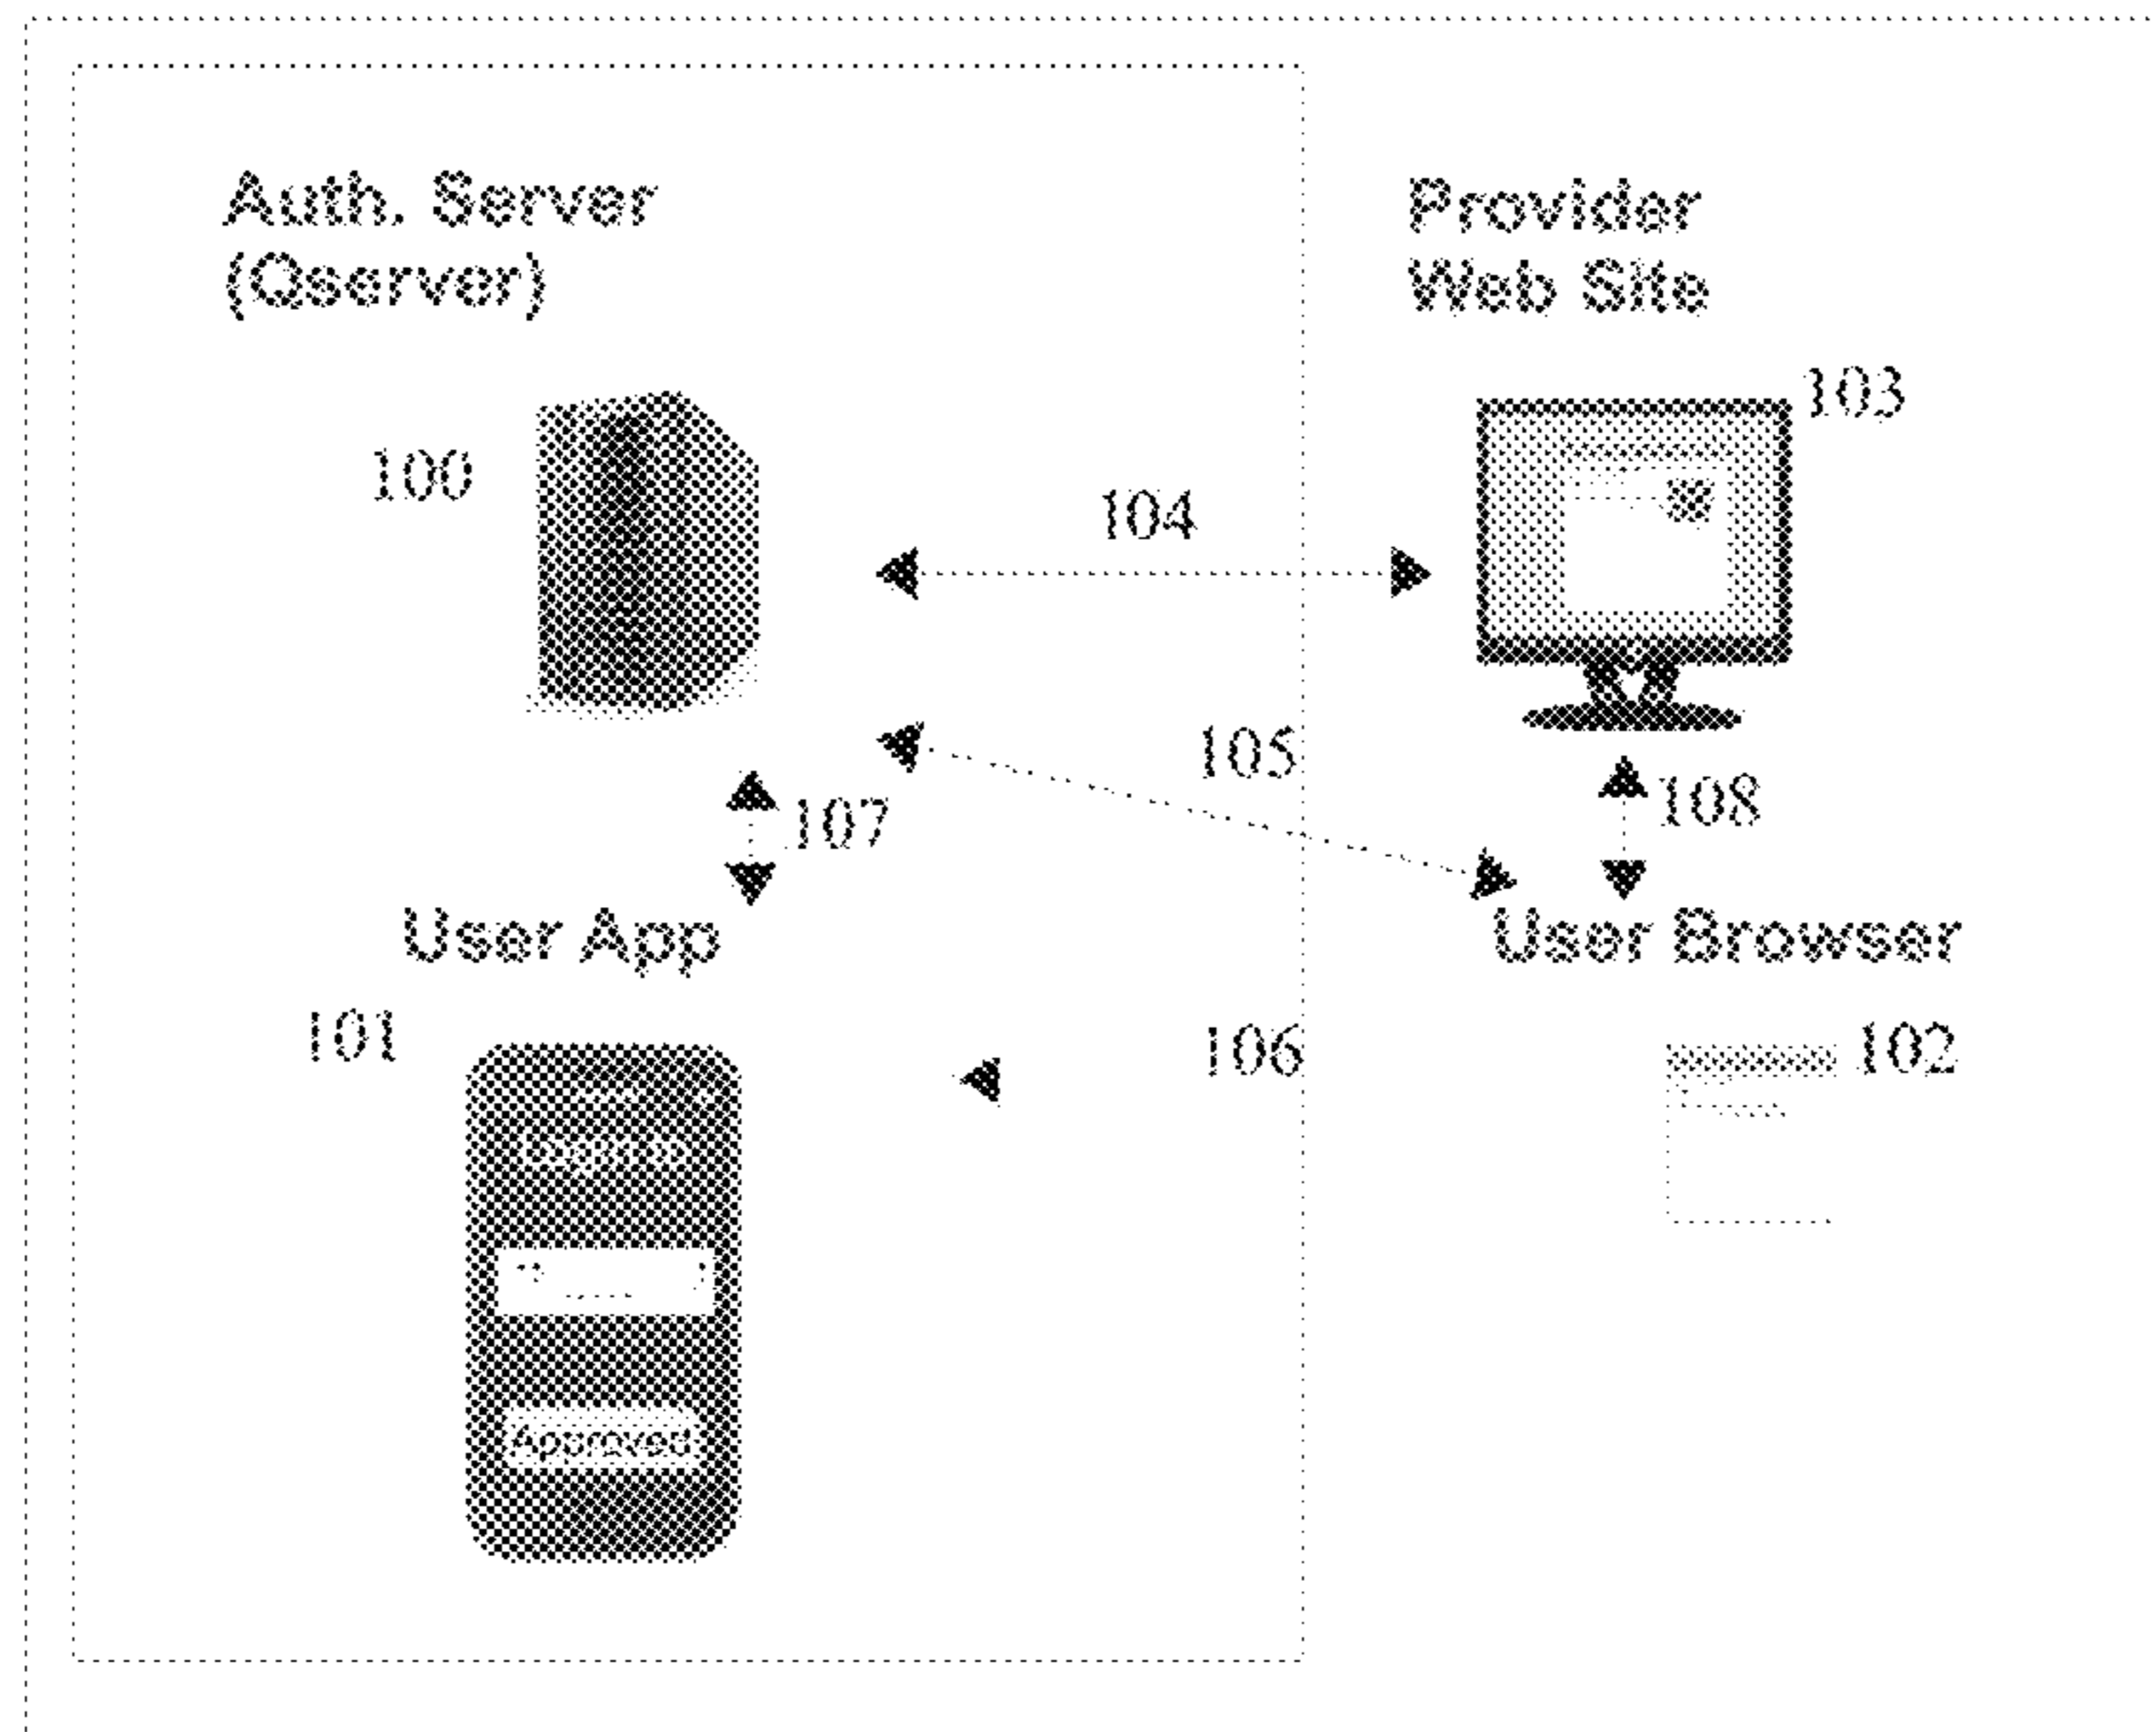 Auth. Server
(Qserver)
Provider
Web Site
103
100
104
105
108
107
User App
User Browser
101
106
102
Approved